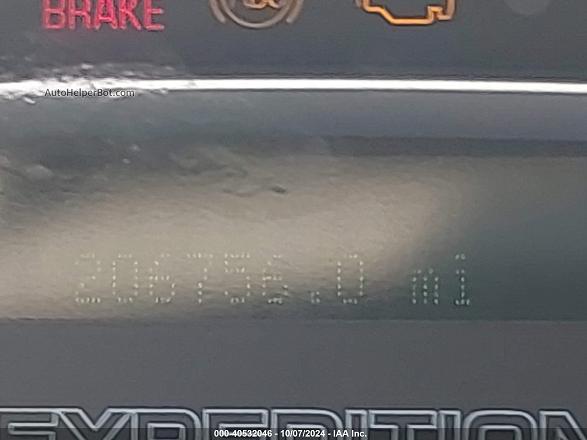 BRAKE
AutoHelperBot.com
206756.0 mi
EXPEDITION
000-40532046 - 10/07/2024 - IAA Inc.